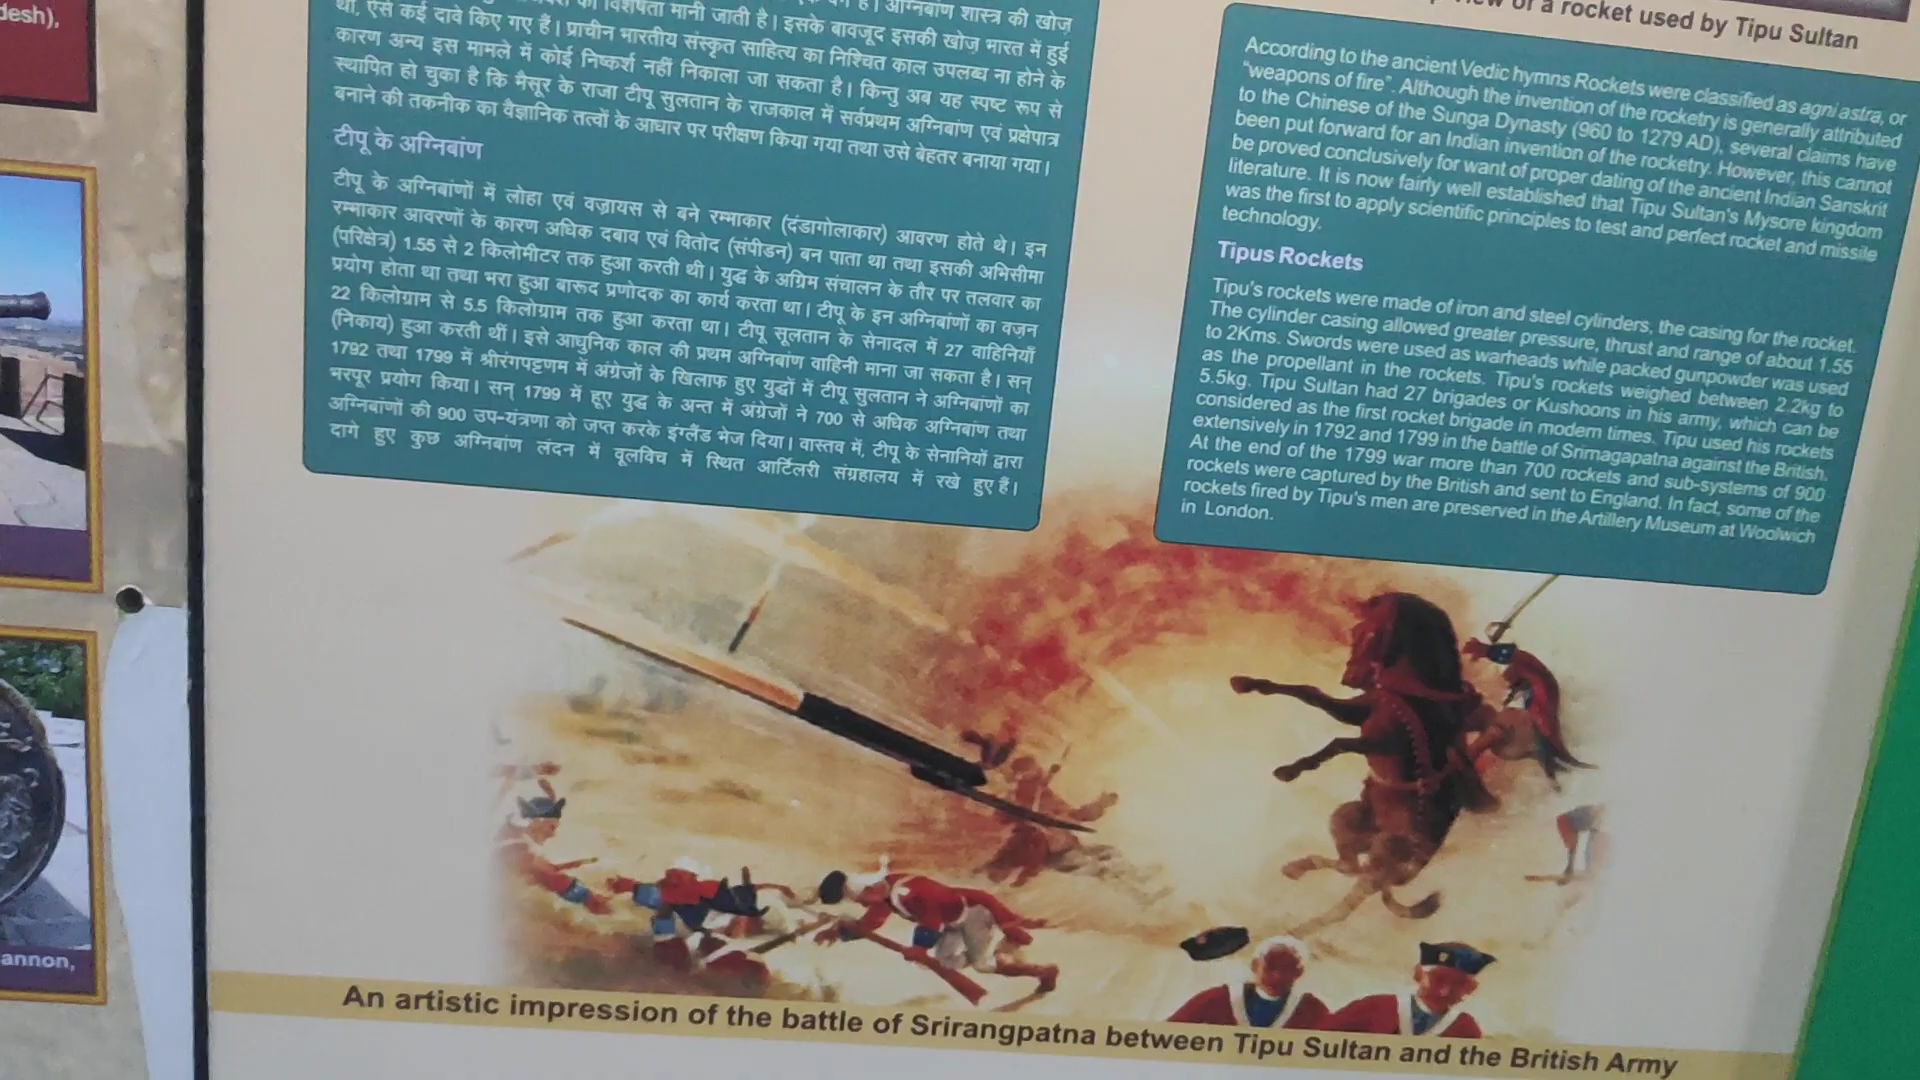 desh),
annon,
की विशेषता मानी जाती है। इसके बावजूद इसकी खोज़ भारत में हुई
थी, ऐसे कई दावे किए गए हैं। प्राचीन भारतीय संस्कृत साहित्य का निश्चित काल उपलब्ध ना होने के
कारण अन्य इस मामले में कोई निष्कर्श नहीं निकाला जा सकता है। किन्तु अब यह स्पष्ट रूप से
स्थापित हो चुका है कि मैसूर के राजा टीपू सुलतान के राजकाल में सर्वप्रथम अग्निबांण एवं प्रक्षेपात्र
बनाने की तकनीक का वैज्ञानिक तत्वों के आधार पर परीक्षण किया गया तथा उसे बेहतर बनाया गया।
टीपू के अग्निबांण
टीपू के अग्निबांणों में लोहा एवं वज्रायस से बने रम्माकार (दंडागोलाकार) आवरण होते थे। इन
रम्माकार आवरणों के कारण अधिक दबाव एवं वितोद (संपीडन) बन पाता था तथा इसकी अभिसीमा
(परिक्षेत्र) 1.55 से 2 किलोमीटर तक हुआ करती थी। युद्ध के अग्रिम संचालन के तौर पर तलवार का
प्रयोग होता था तथा भरा हुआ बारूद प्रणोदक का कार्य करता था। टीपू के इन अग्निबांणों का वज़न
22 किलोग्राम से 5.5 किलोग्राम तक हुआ करता था। टीपू सूलतान के सेनादल में 27 वाहिनियाँ
(निकाय) हुआ करती थीं। इसे आधुनिक काल की प्रथम अग्निबांण वाहिनी माना जा सकता है। सन्
1792 तथा 1799 में श्रीरंगपट्टणम में अंग्रेजों के खिलाफ हुए युद्धों में टीपू सुलतान ने अग्निबांणों का
भरपूर प्रयोग किया। सन् 1799 में हूए युद्ध के अन्त में अंग्रेजों ने 700 से अधिक अग्निबांण तथा
अग्निबांणों की 900 उप-यंत्रणा को जप्त करके इंग्लैंड भेज दिया। वास्तव में, टीपू के सेनानियों द्वारा
दागे हुए कुछ अग्निबांण लंदन में वूलविच में स्थित आर्टिलरी संग्रहालय में रखे हुए हैं।
of a rocket used by Tipu Sultan
According to the ancient Vedic hymns Rockets were classified as agni astra, or
“weapons of fire”. Although the invention of the rocketry is generally attributed
to the Chinese of the Sunga Dynasty (960 to 1279 AD), several claims have
been put forward for an Indian invention of the rocketry. However, this cannot
be proved conclusively for want of proper dating of the ancient Indian Sanskrit
literature. It is now fairly well established that Tipu Sultan's Mysore kingdom
was the first to apply scientific principles to test and perfect rocket and missile
technology.
Tipus Rockets
Tipu's rockets were made of iron and steel cylinders, the casing for the rocket.
The cylinder casing allowed greater pressure, thrust and range of about 1.55
to 2Kms. Swords were used as warheads while packed gunpowder was used
as the propellant in the rockets. Tipu's rockets weighed between 2.2kg to
5.5kg. Tipu Sultan had 27 brigades or Kushoons in his army, which can be
considered as the first rocket brigade in modern times. Tipu used his rockets
extensively in 1792 and 1799 in the battle of Srirnagapatna against the British.
At the end of the 1799 war more than 700 rockets and sub-systems of 900
rockets were captured by the British and sent to England. In fact, some of the
rockets fired by Tipu's men are preserved in the Artillery Museum at Woolwich
in London.
An artistic impression of the battle of Srirangpatna between Tipu Sultan and the British Army